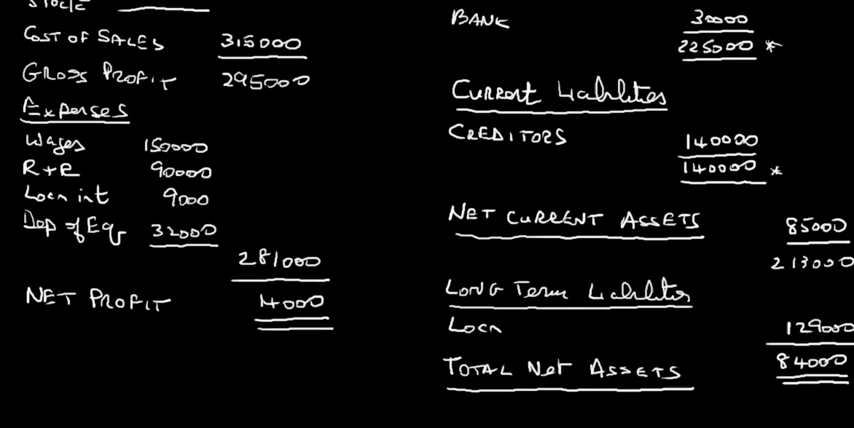 COST OF SALES 315000
GROSS PROFIT 295000
Expenses
Wages 150000
R+R 90000
Loan int 9000
Dep of Eq 32000
281000
NET PROFIT 14000
BANK 30000
225000 *
Current Liabilities
CREDITORS 140000
140000 *
NET CURRENT ASSETS 85000
213000
LONG TERM Liabilities
Loan 129000
84000
TOTAL Net ASSETS